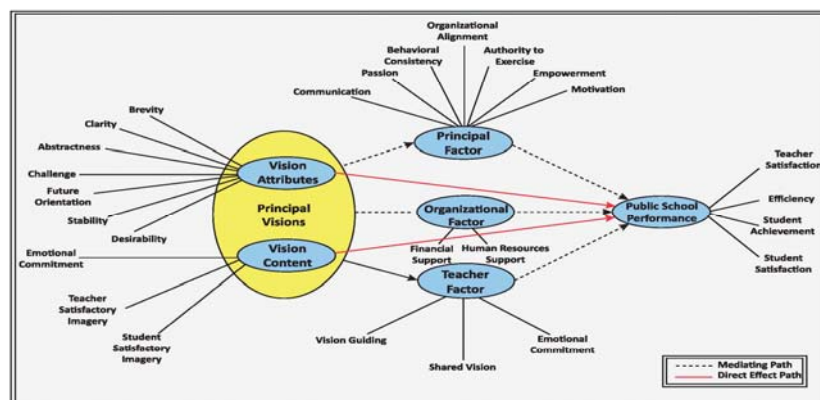 Organizational
Alignment
Behavioral
Consistency
Authority to
Exercise
Passion
Empowerment
Communication
Motivation
Brevity
Clarity
Abstractness
Challenge
Future
Orientation
Stability
Desirability
Vision
Attributes
Principal
Visions
Vision
Content
Emotional
Commitment
Teacher
Satisfactory
Imagery
Student
Satisfactory
Imagery
Principal
Factor
Organizational
Factor
Financial
Support
Human Resources
Support
Teacher
Factor
Vision Guiding
Shared Vision
Emotional
Commitment
Public School
Performance
Teacher
Satisfaction
Efficiency
Student
Achievement
Student
Satisfaction
Mediating Path
Direct Effect Path